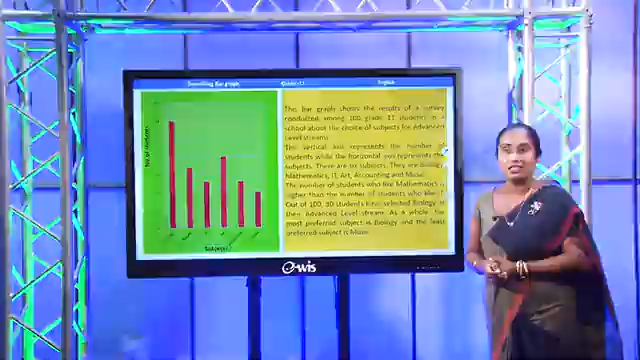 Describing Bar graph Grade-11 English
No of students
Subjects
This Bar graph shows the results of a survey
conducted among 100 grade 11 students in a
school about the choice of subjects for Advanced
Level stream.
The vertical axis represents the number of
students while the horizontal axis represents the
subjects. There are six subjects. They are Biology,
Mathematics, IT, Art, Accounting and Music.
The number of students who like Mathematics is
higher than the number of students who like
Out of 100, 30 students have selected Biology as
their Advanced Level stream. As a whole, the
most preferred subject is Biology and the least
preferred subject is Music.
e-wis